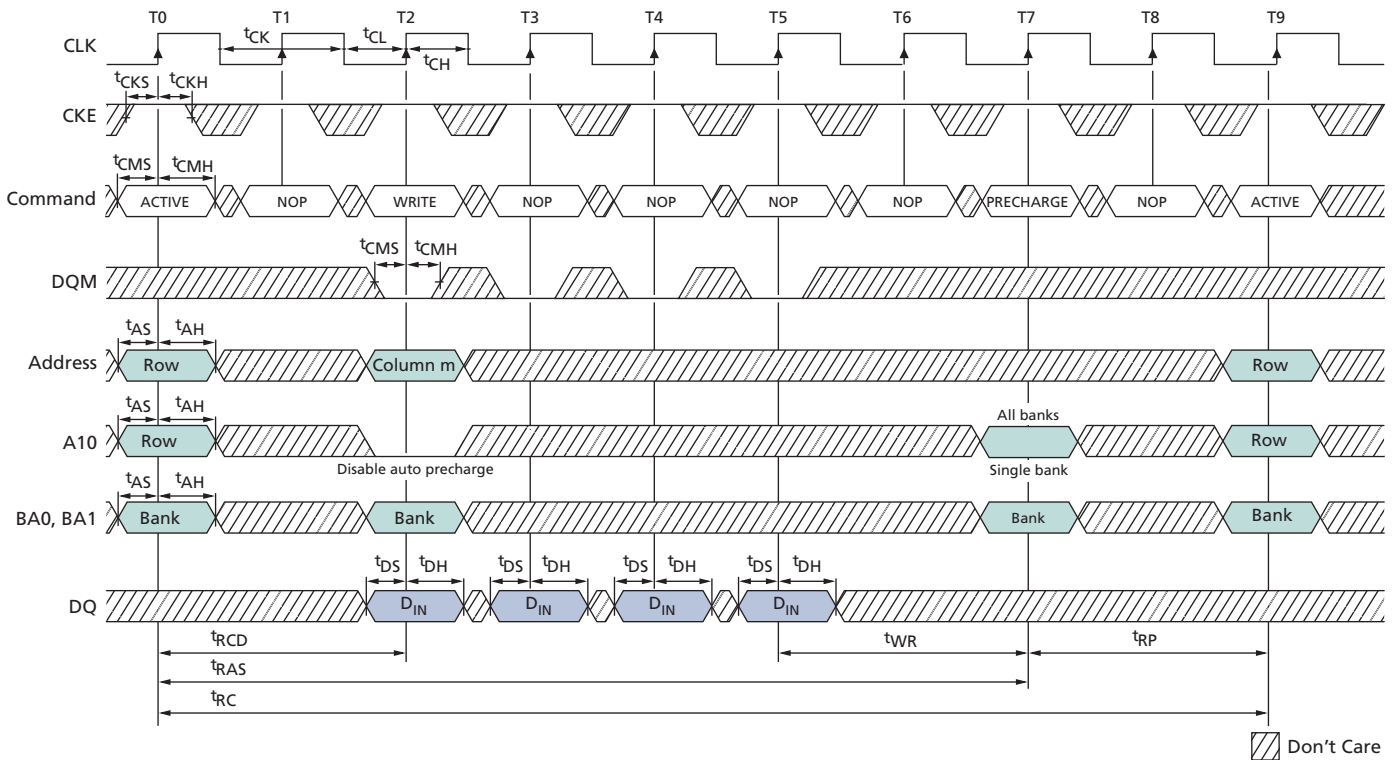 T0 T1 T2 T3 T4 T5 T6 T7 T8 T9
CLK
tCK tCL
tCH
tCKS tCKH
CKE
tCMS tCMH
Command ACTIVE NOP WRITE NOP NOP NOP NOP PRECHARGE NOP ACTIVE
tCMS tCMH
DQM
tAS tAH
Address Row Column m Row
tAS tAH
All banks
A10 Row Row
Disable auto precharge Single bank
tAS tAH
BA0, BA1 Bank Bank Bank Bank
tDS tDH tDS tDH tDS tDH tDS tDH
DQ DIN DIN DIN DIN
tRCD tWR tRP
tRAS
tRC
Don't Care